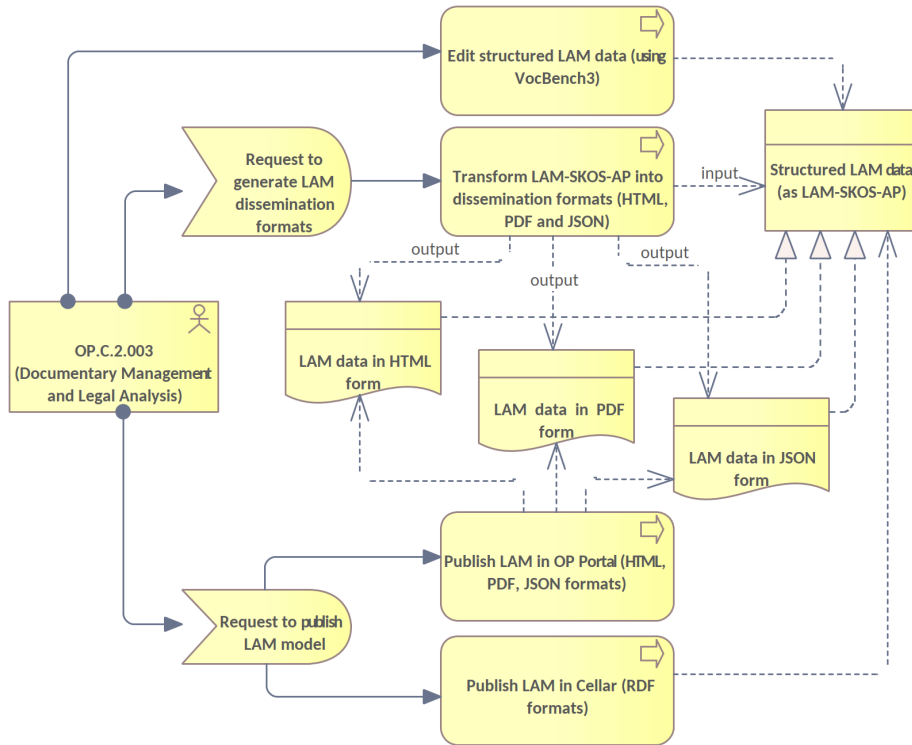 Edit structured LAM data (using
VocBench3)
Request to
generate LAM
dissemination
formats
Transform LAM-SKOS-AP into
dissemination formats (HTML,
PDF and JSON)
input
Structured LAM data
(as LAM-SKOS-AP)
output
output
output
OP.C.2.003
(Documentary Management
and Legal Analysis)
LAM data in HTML
form
LAM data in PDF
form
LAM data in JSON
form
Publish LAM in OP Portal (HTML,
PDF, JSON formats)
Request to publish
LAM model
Publish LAM in Cellar (RDF
formats)